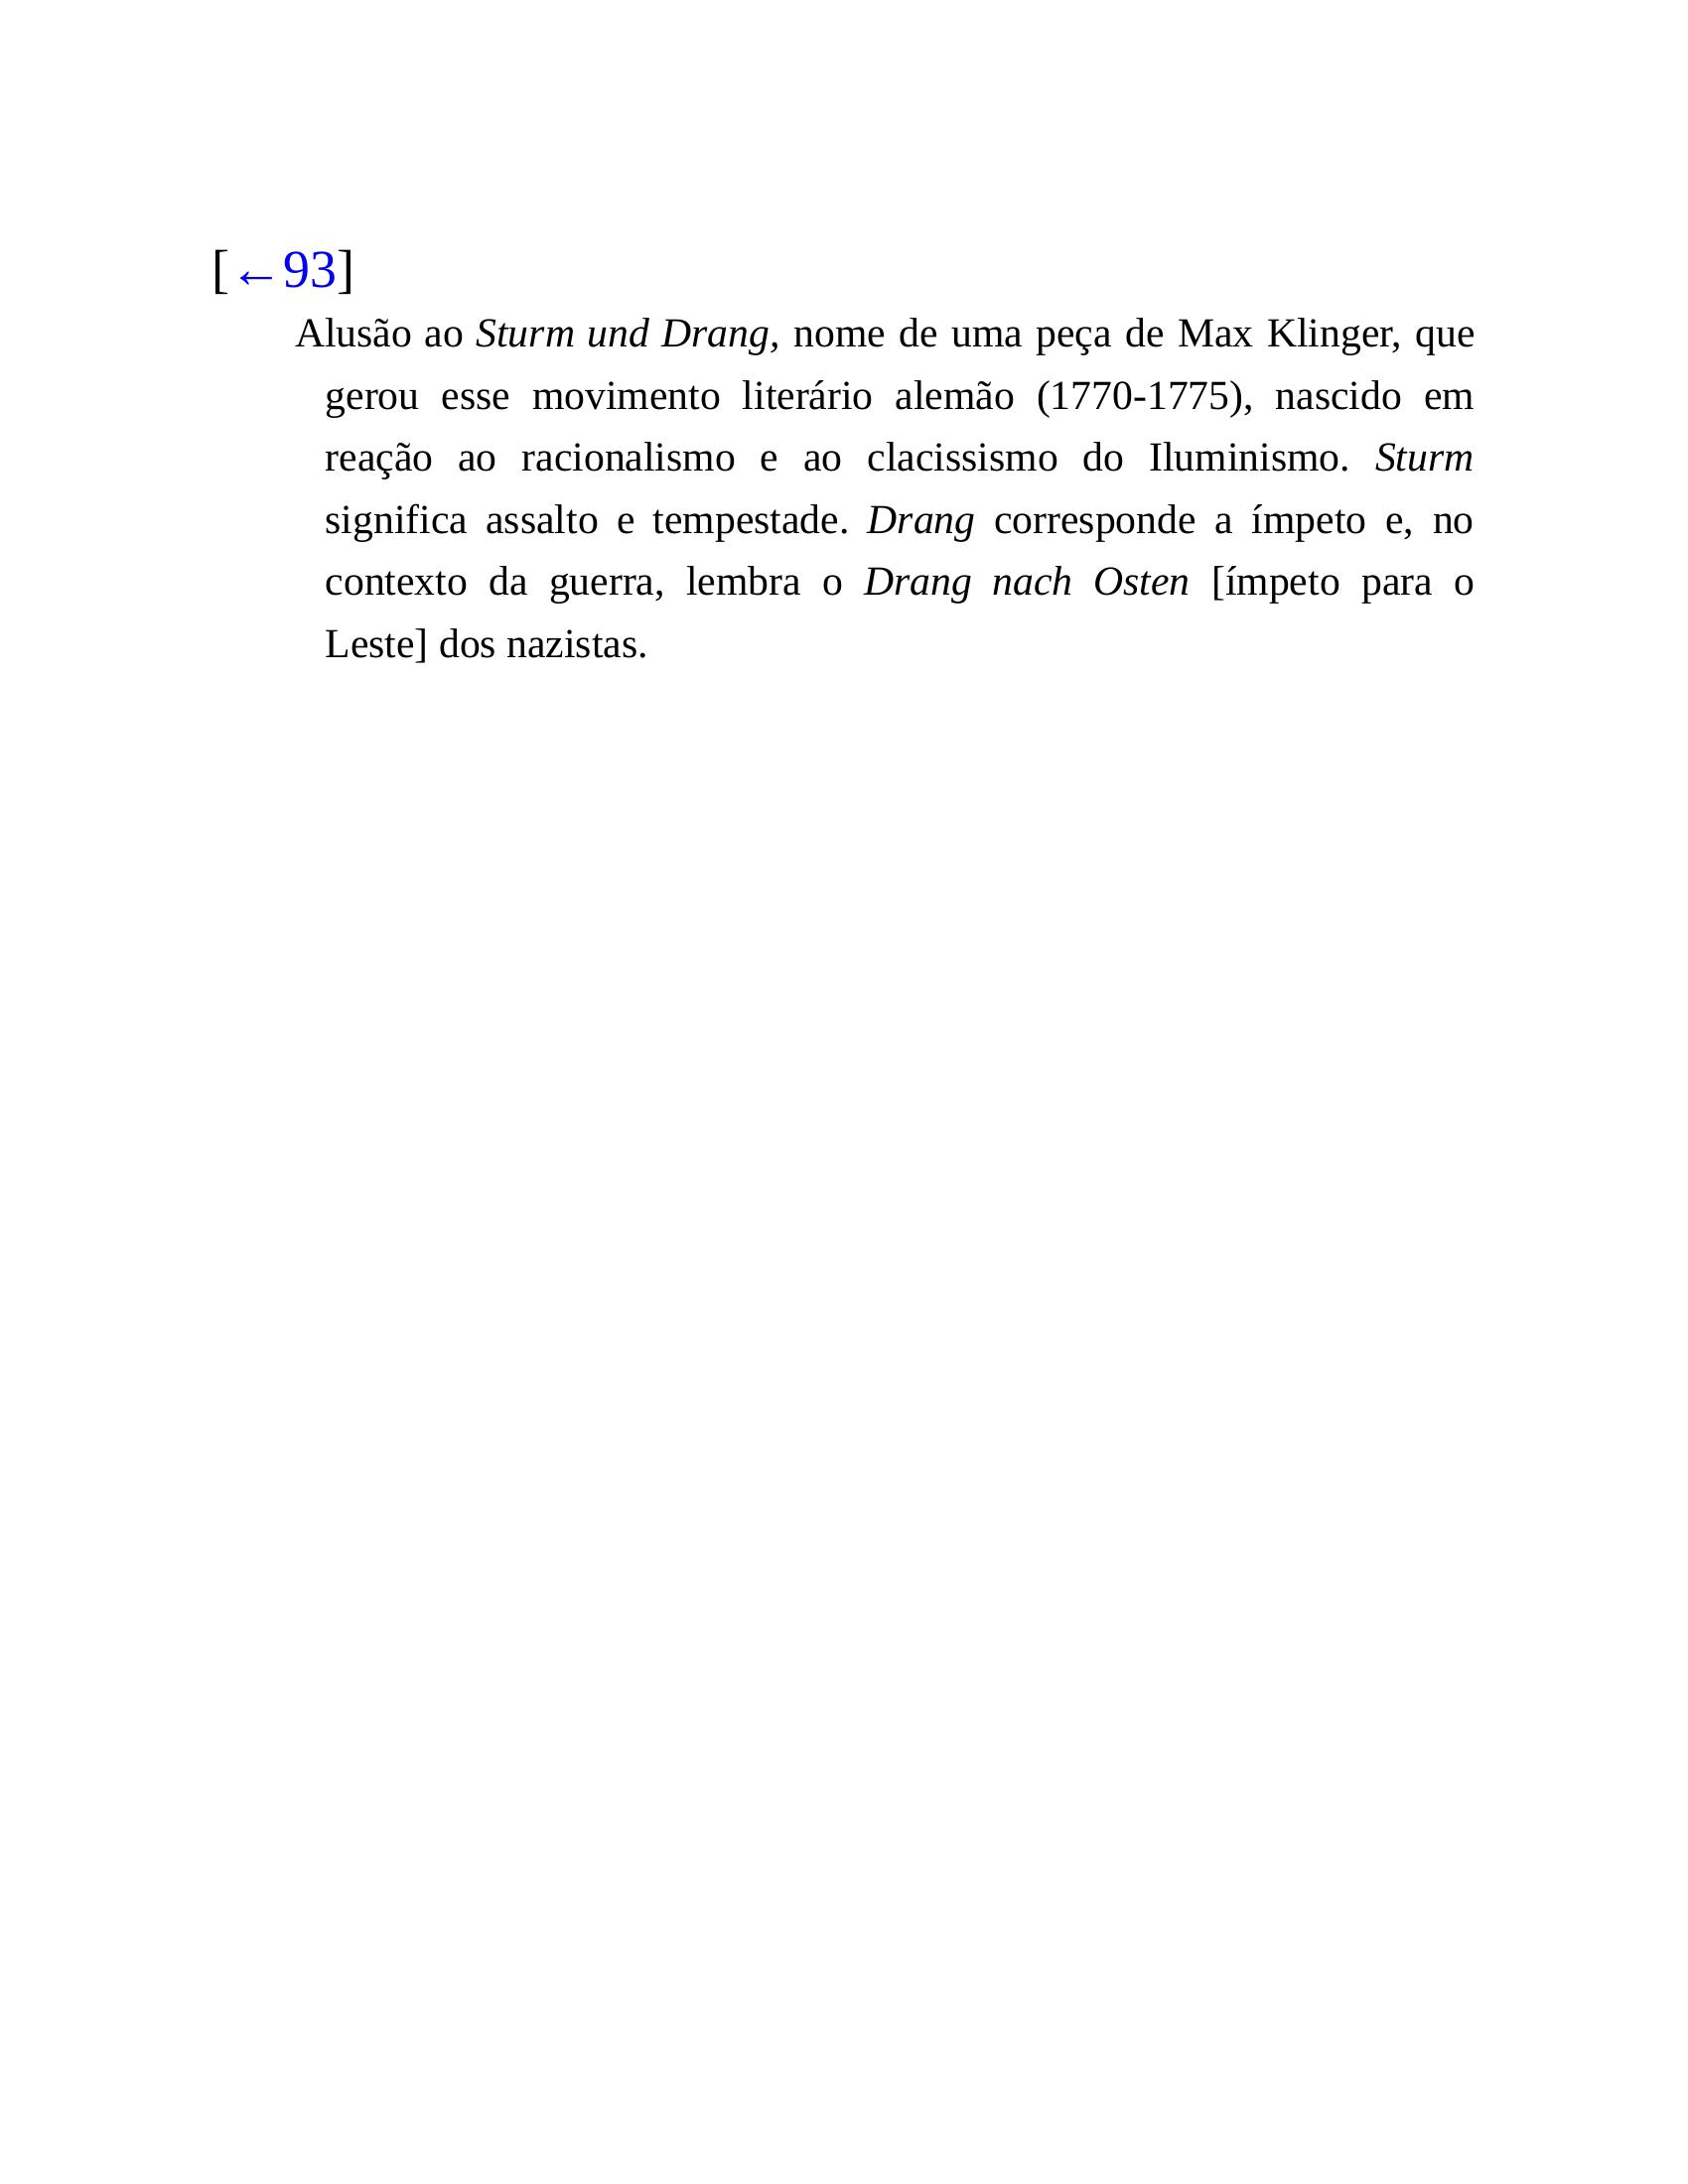 [←93]
Alusão ao Sturm und Drang, nome de uma peça de Max Klinger, que
gerou esse movimento literário alemão (1770-1775), nascido em
reação ao racionalismo e ao clacissismo do Iluminismo. Sturm
significa assalto e tempestade. Drang corresponde a ímpeto e, no
contexto da guerra, lembra o Drang nach Osten [ímpeto para o
Leste] dos nazistas.